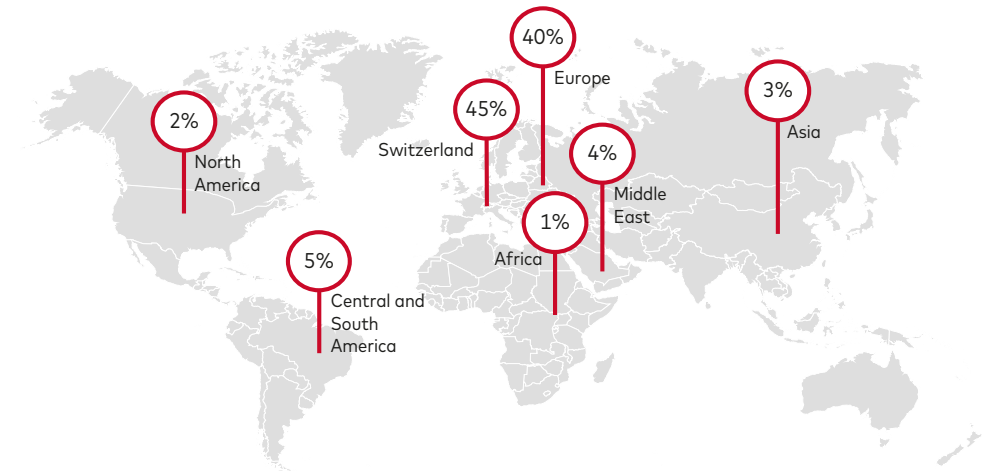 40%
Europe
3%
Asia
45%
Switzerland
2%
North
America
4%
Middle
East
1%
Africa
5%
Central and
South
America